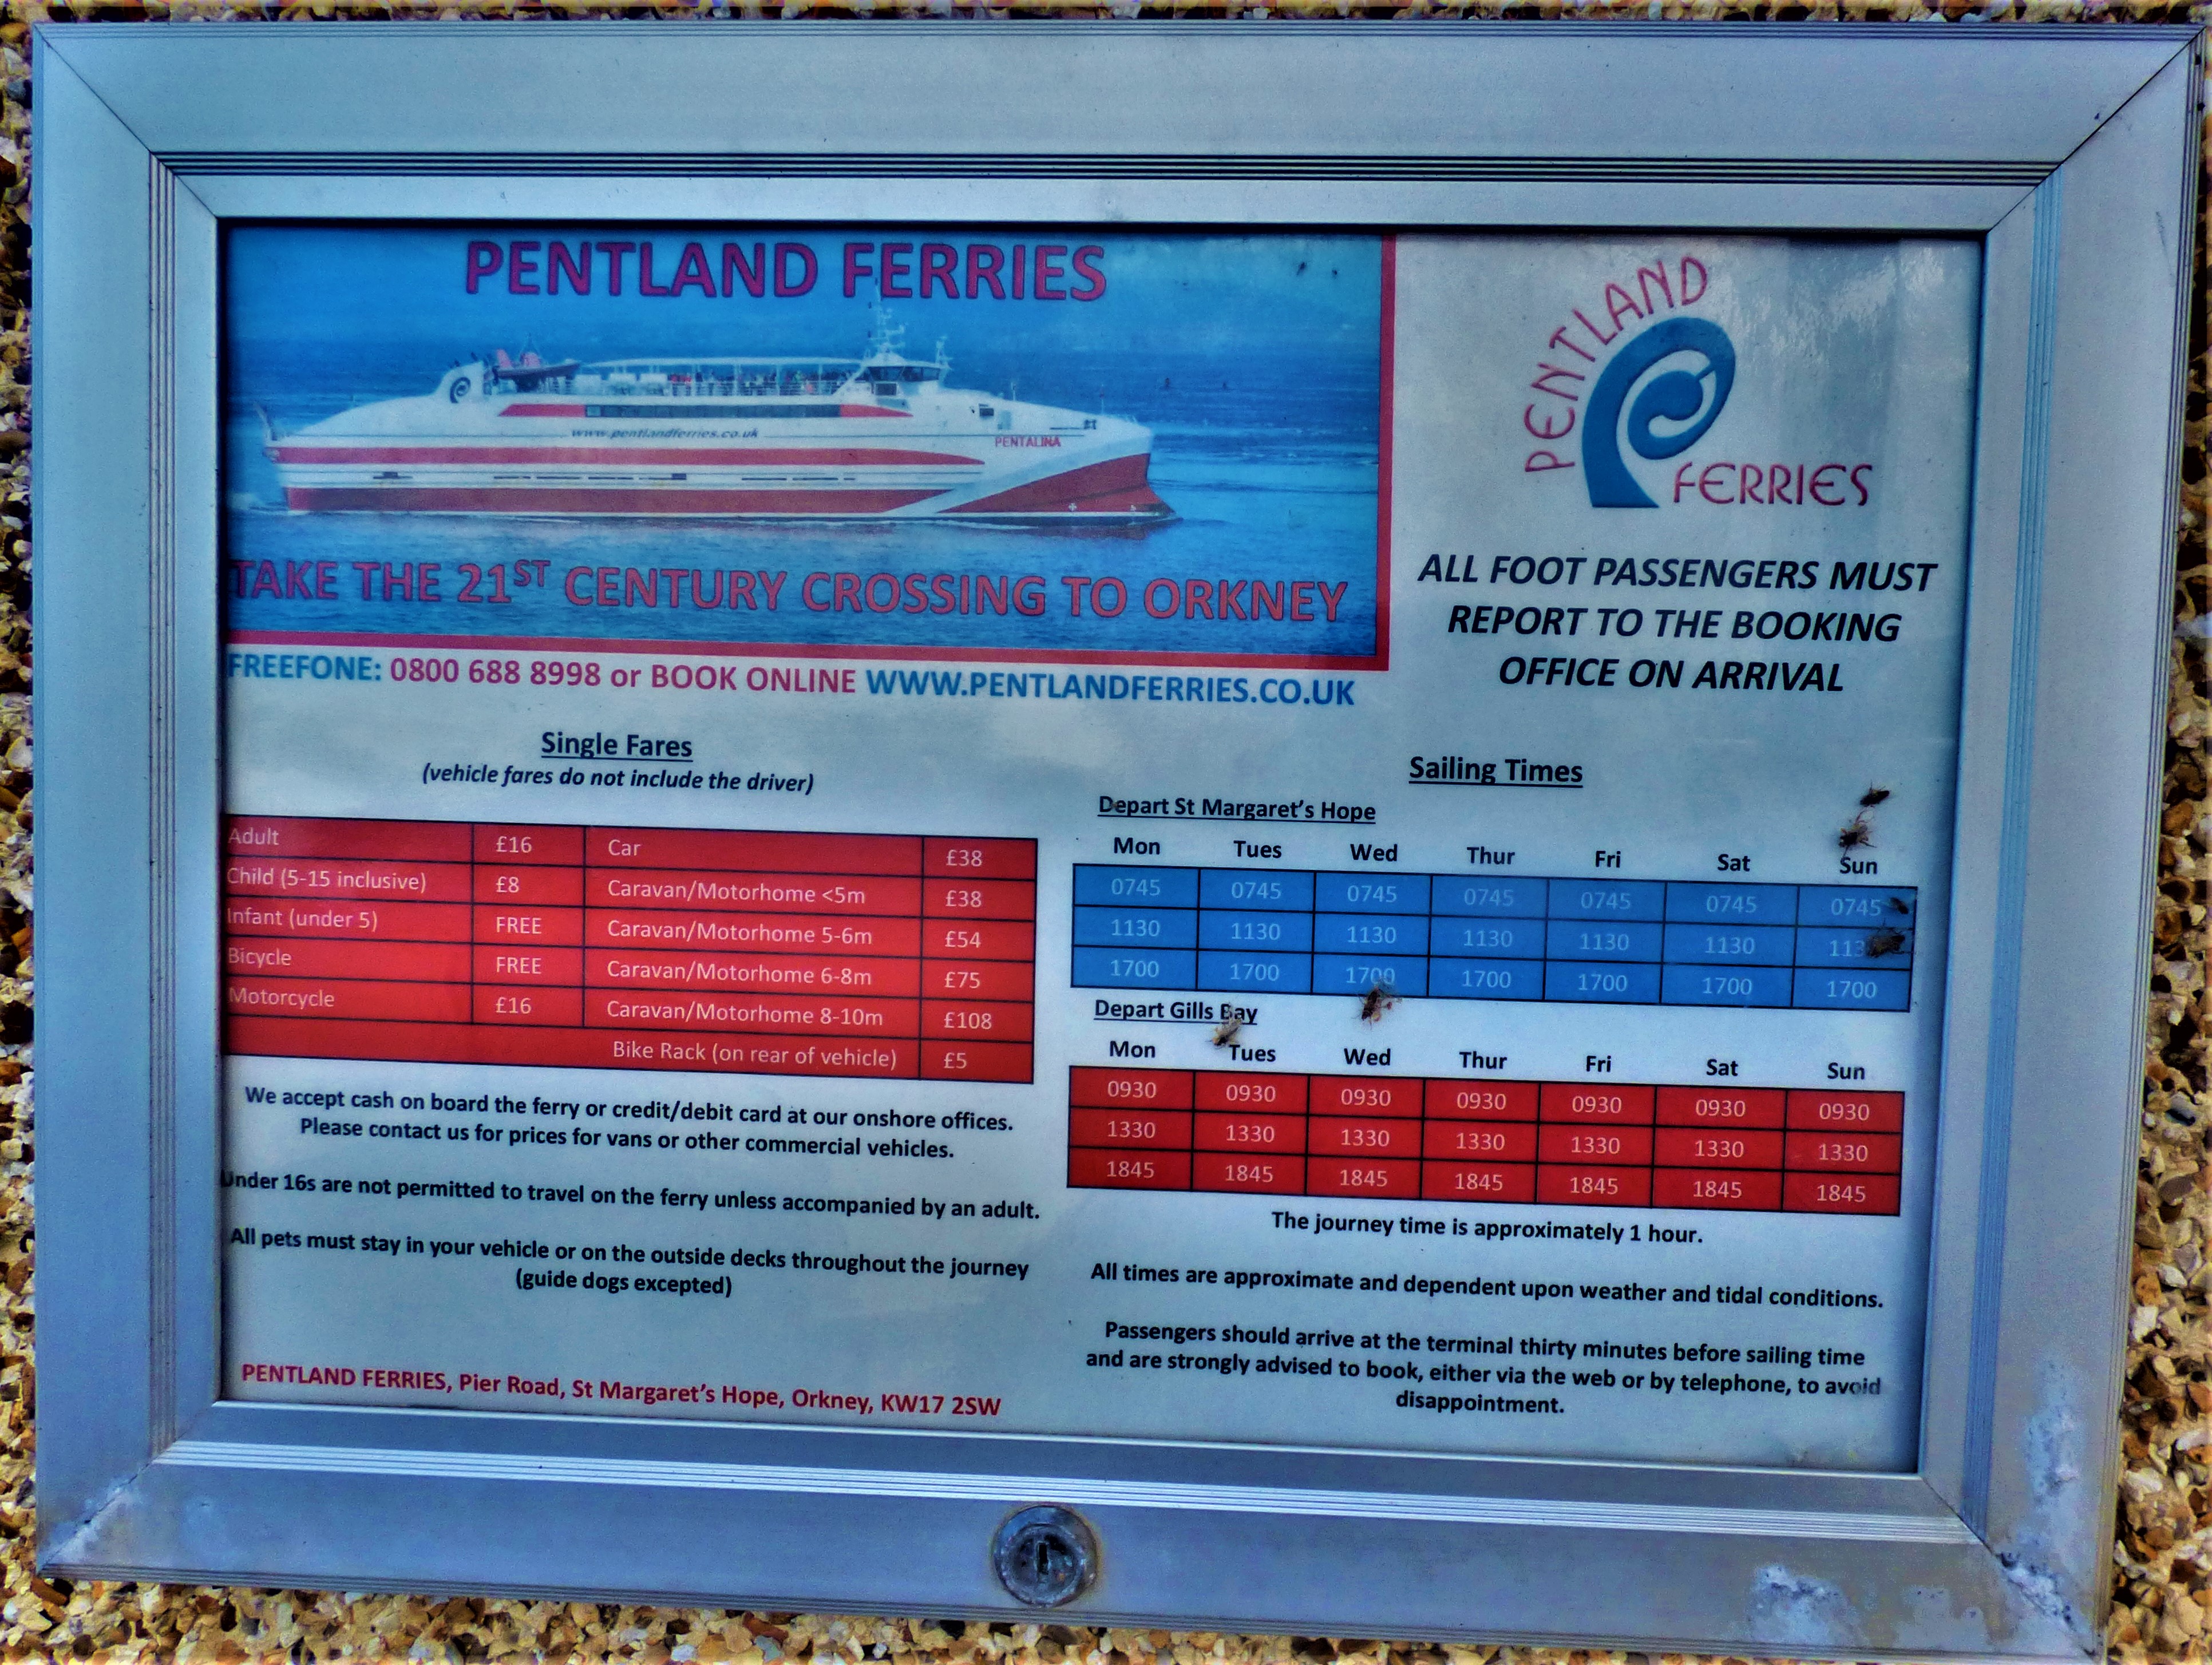 PENTLAND FERRIES
www.pentlandferries.co.uk
PENTALINA
TAKE THE 21ST CENTURY CROSSING TO ORKNEY
FREEFONE: 0800 688 8998 or BOOK ONLINE WWW.PENTLANDFERRIES.CO.UK
PENTLAND
FERRIES
ALL FOOT PASSENGERS MUST
REPORT TO THE BOOKING
OFFICE ON ARRIVAL
Single Fares
(vehicle fares do not include the driver)
Adult £16 Car £38
Child (5-15 inclusive) £8 Caravan/Motorhome <5m £38
Infant (under 5) FREE Caravan/Motorhome 5-6m £54
Bicycle FREE Caravan/Motorhome 6-8m £75
Motorcycle £16 Caravan/Motorhome 8-10m £108
Bike Rack (on rear of vehicle) £5
We accept cash on board the ferry or credit/debit card at our onshore offices.
Please contact us for prices for vans or other commercial vehicles.
Under 16s are not permitted to travel on the ferry unless accompanied by an adult.
All pets must stay in your vehicle or on the outside decks throughout the journey
(guide dogs excepted)
PENTLAND FERRIES, Pier Road, St Margaret's Hope, Orkney, KW17 2SW
Sailing Times
Depart St Margaret's Hope
Mon Tues Wed Thur Fri Sat Sun
0745 0745 0745 0745 0745 0745 0745
1130 1130 1130 1130 1130 1130 1130
1700 1700 1700 1700 1700 1700 1700
Depart Gills Bay
Mon Tues Wed Thur Fri Sat Sun
0930 0930 0930 0930 0930 0930 0930
1330 1330 1330 1330 1330 1330 1330
1845 1845 1845 1845 1845 1845 1845
The journey time is approximately 1 hour.
All times are approximate and dependent upon weather and tidal conditions.
Passengers should arrive at the terminal thirty minutes before sailing time
and are strongly advised to book, either via the web or by telephone, to avoid
disappointment.